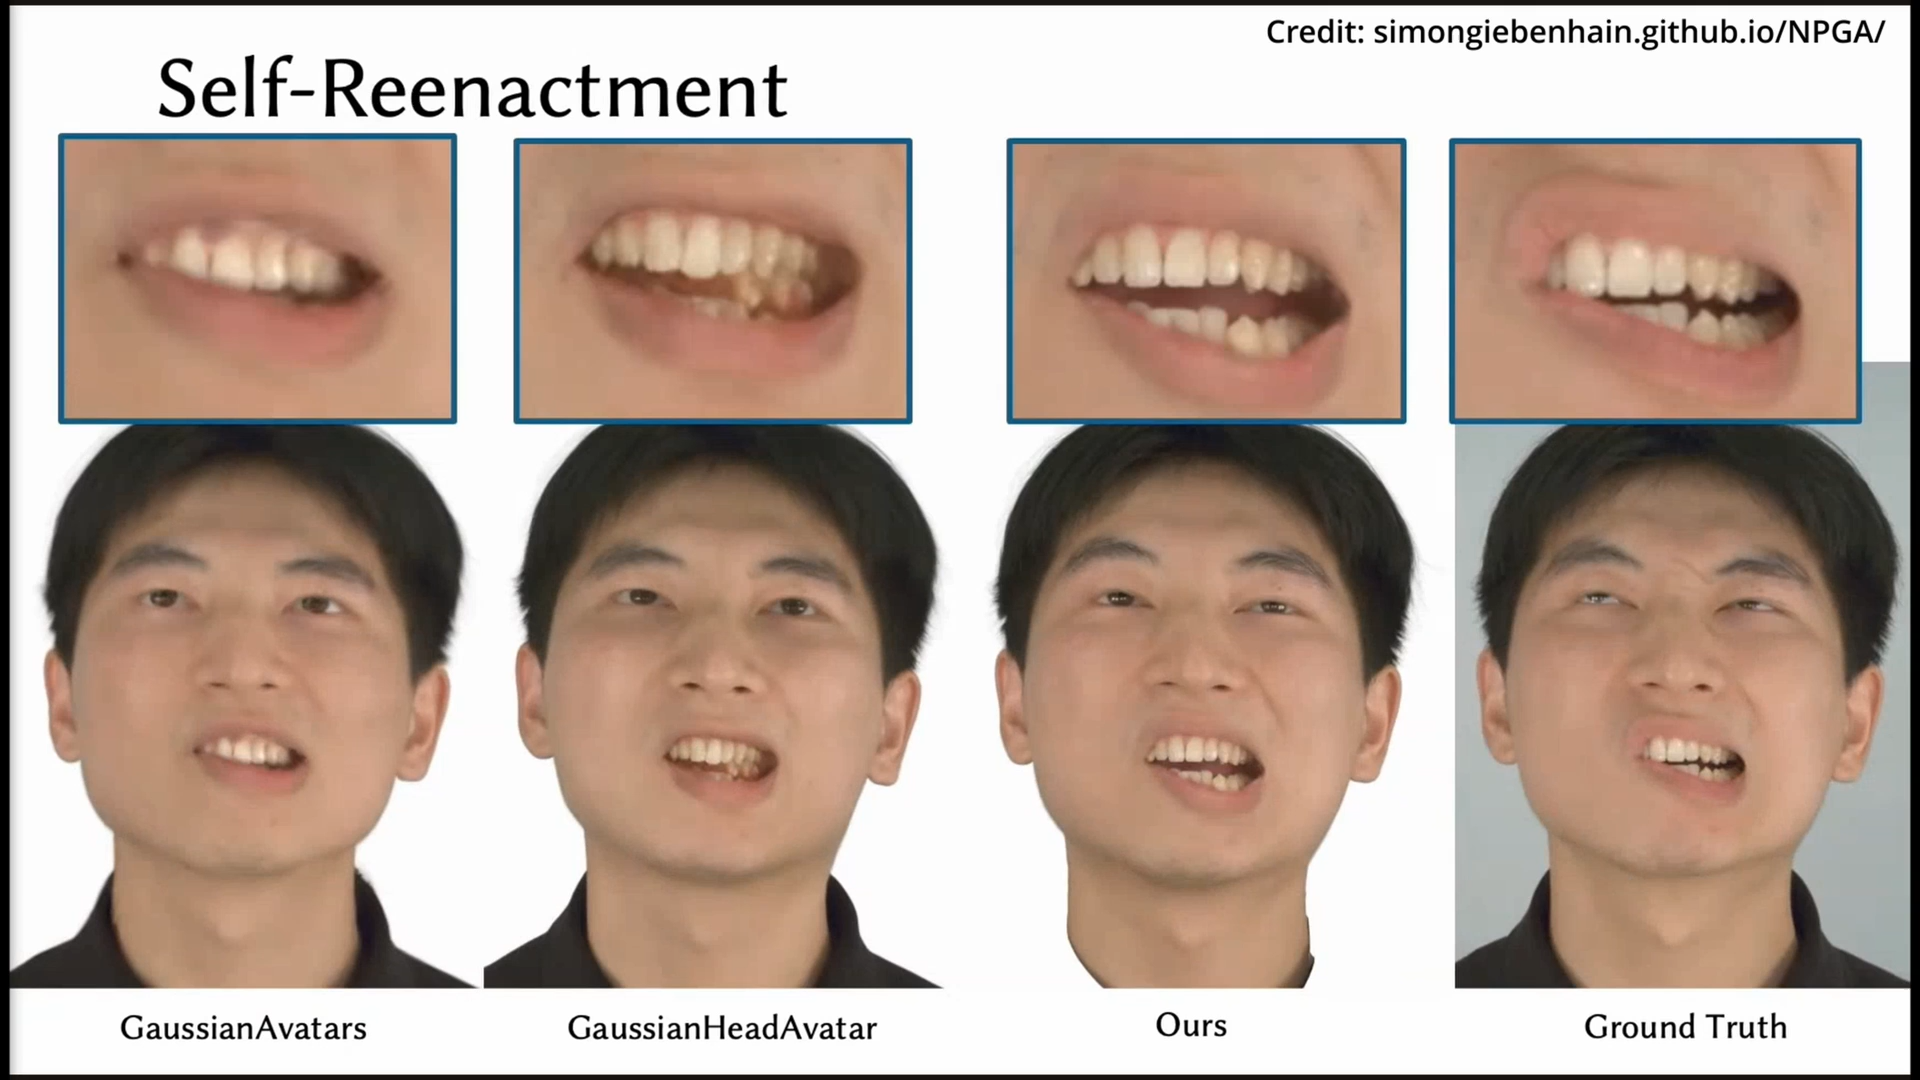 Credit: simongiebenhain.github.io/NPGA/
Self-Reenactment
GaussianAvatars
GaussianHeadAvatar
Ours
Ground Truth